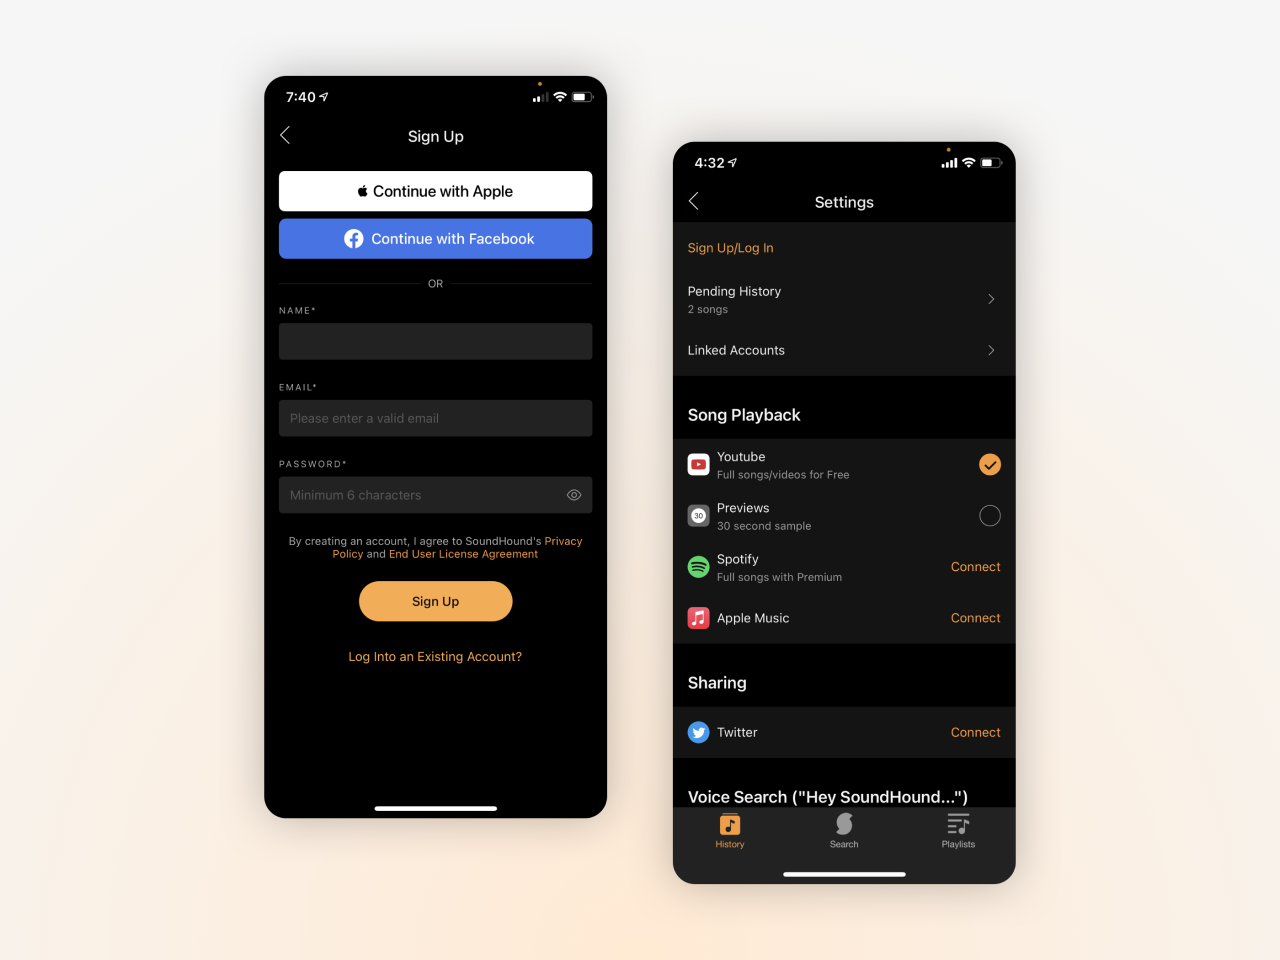 7:40
Sign Up
Continue with Apple
Continue with Facebook
OR
NAME*
EMAIL*
Please enter a valid email
PASSWORD*
Minimum 6 characters
By creating an account, I agree to SoundHound's Privacy
Policy and End User License Agreement
Sign Up
Log Into an Existing Account?
4:32
Settings
Sign Up/Log In
Pending History
2 songs
Linked Accounts
Song Playback
Youtube
Full songs/videos for Free
Previews
30
30 second sample
Spotify
Full songs with Premium
Connect
Apple Music
Connect
Sharing
Twitter
Connect
Voice Search ("Hey SoundHound...")
History
Search
Playlists